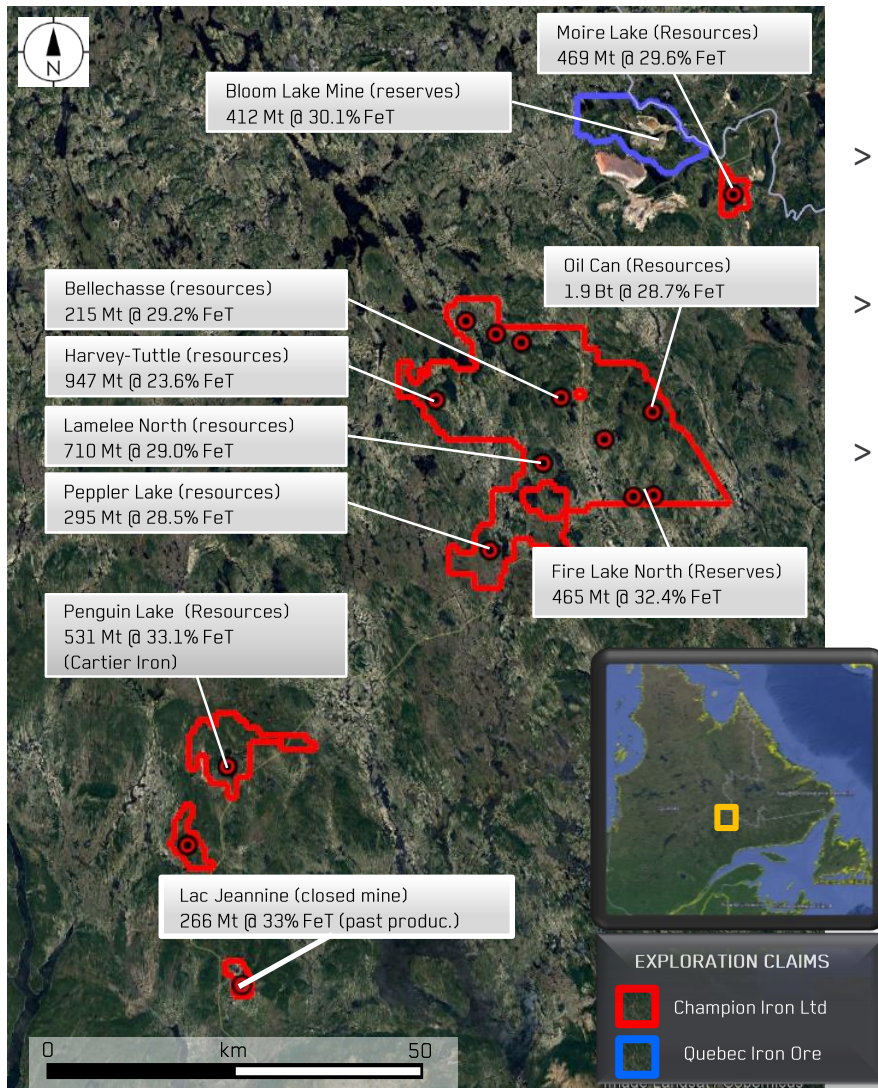 N
Moire Lake (Resources)
469 Mt @ 29.6% FeT
Bloom Lake Mine (reserves)
412 Mt @ 30.1% FeT
>
>
>
Bellechasse (resources)
215 Mt @ 29.2% FeT
Oil Can (Resources)
1.9 Bt @ 28.7% FeT
Harvey-Tuttle (resources)
947 Mt @ 23.6% FeT
Lamelee North (resources)
710 Mt @ 29.0% FeT
Peppler Lake (resources)
295 Mt @ 28.5% FeT
Fire Lake North (Reserves)
465 Mt @ 32.4% FeT
Penguin Lake (Resources)
531 Mt @ 33.1% FeT
(Cartier Iron)
Lac Jeannine (closed mine)
266 Mt @ 33% FeT (past produc.)
EXPLORATION CLAIMS
Champion Iron Ltd
Quebec Iron Ore
0 km 50